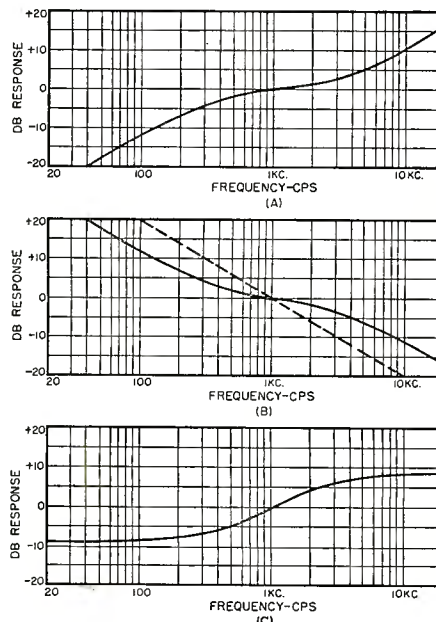 +20
+10
0
-10
-20
DB RESPONSE
20 100 1KC. 10KC.
FREQUENCY-CPS
(A)
+20
+10
0
-10
-20
DB RESPONSE
20 100 1KC. 10KC.
FREQUENCY-CPS
(B)
+20
+10
0
-10
-20
DB RESPONSE
20 100 1KC. 10KC.
FREQUENCY-CPS
(C)